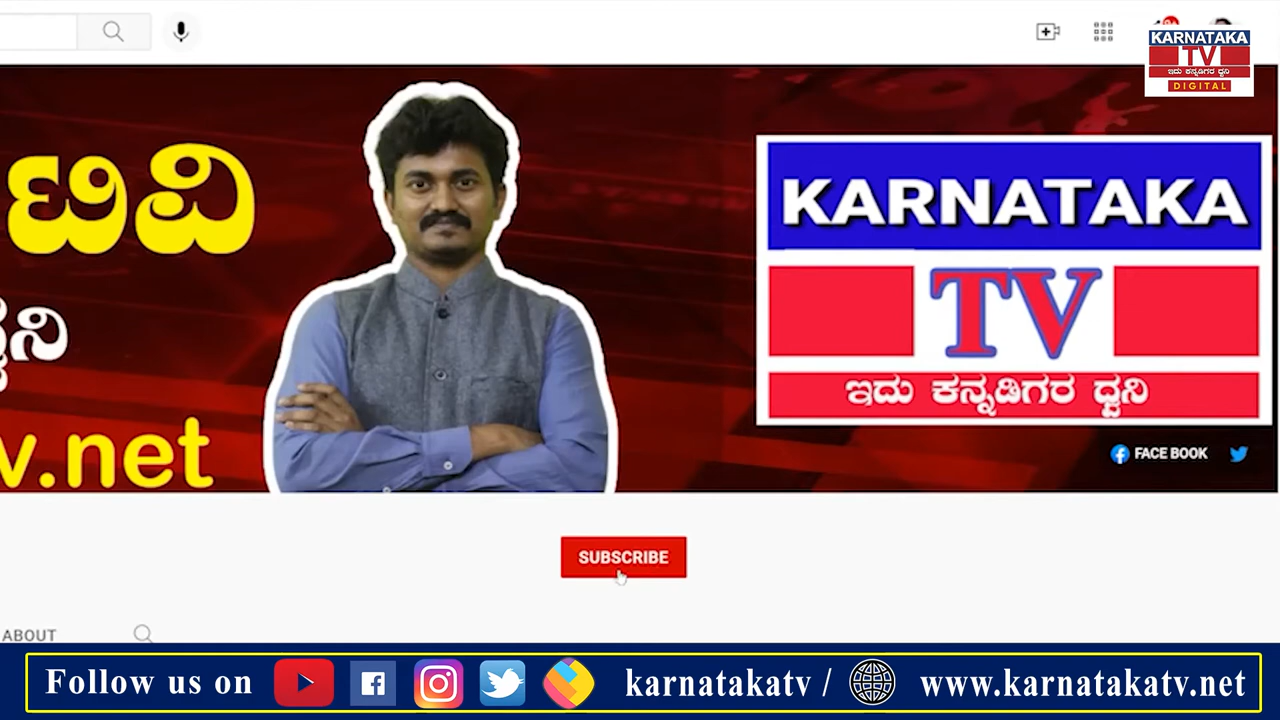 KARNATAKA
TV
ಇದು ಕನ್ನಡಿಗರ ಧ್ವನಿ
DIGITAL
ಟಿವಿ
v.net
KARNATAKA
TV
ಇದು ಕನ್ನಡಿಗರ ಧ್ವನಿ
FACE BOOK
SUBSCRIBE
ABOUT
Follow us on karnatakatv / www.karnatakatv.net